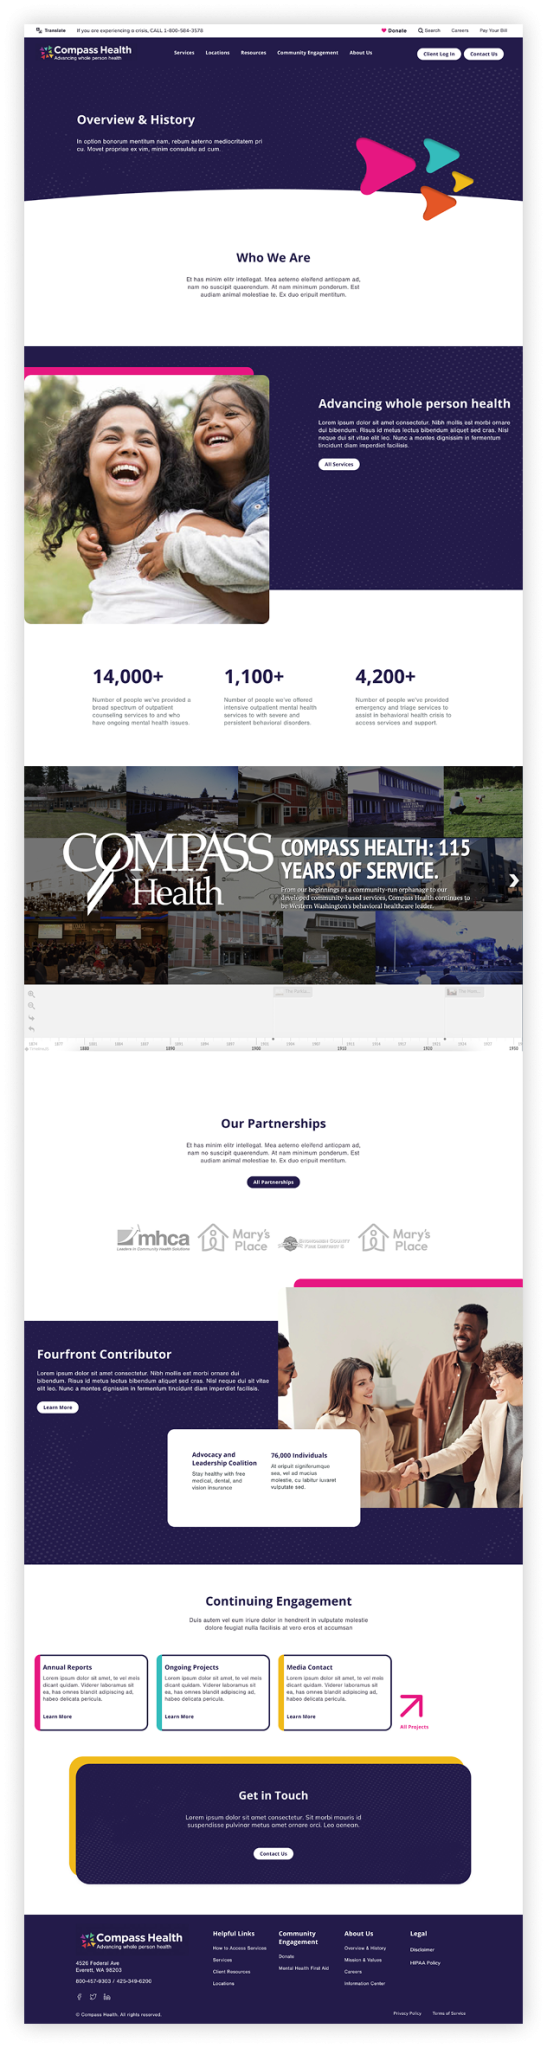 Translate
If you are experiencing a crisis, CALL 1-800-584-3578
Donate
Search
Careers
Pay Your Bill
Compass Health
Advancing whole person health
Services
Locations
Resources
Community Engagement
About Us
Client Log In
Contact Us
Overview & History
In option bonorum mentitum nam, rebum aeterno mediocritatem pri
cu. Movet propriae ex vim, minim consulatu ad cum.
Who We Are
Et has minim elitr intellegat. Mea aeterno eleifend antiopam ad,
nam no suscipit quaerendum. At nam minimum ponderum. Est
audiam animal molestiae te. Ex duo eripuit mentitum.
Advancing whole person health
Lorem ipsum dolor sit amet consectetur. Nibh mollis est morbi ornare
dui bibendum. Risus id metus lectus bibendum aliquet sed cras. Nisl
neque dui sit vitae elit leo. Nunc a montes dignissim in fermentum
tincidunt diam imperdiet facilisis.
All Services
14,000+
Number of people we've provided a
broad spectrum of outpatient
counseling services to and who
have ongoing mental health issues.
1,100+
Number of people we've offered
intensive outpatient mental health
services to with severe and
persistent behavioral disorders.
4,200+
Number of people we've provided
emergency and triage services to
assist in behavioral health crisis to
access services and support.
COMPASS
Health
COMPASS HEALTH: 115
YEARS OF SERVICE.
From our beginnings as a community-run orphanage to our
developed community-based services, Compass Health continues to
be Western Washington's behavioral healthcare leader.
1880
1890
1900
1910
1920
1930
Our Partnerships
Et has minim elitr intellegat. Mea aeterno eleifend antiopam ad,
nam no suscipit quaerendum. At nam minimum ponderum. Est
audiam animal molestiae te. Ex duo eripuit mentitum.
All Partnerships
mhca
Leaders in Community Health Solutions
Mary's
Place
Mary's
Place
Fourfront Contributor
Lorem ipsum dolor sit amet consectetur. Nibh mollis est morbi ornare dui
bibendum. Risus id metus lectus bibendum aliquet sed cras. Nisl neque dui sit vitae
elit leo. Nunc a montes dignissim in fermentum tincidunt diam imperdiet facilisis.
Learn More
Advocacy and
Leadership Coalition
Stay healthy with free
medical, dental, and
vision insurance
76,000 Individuals
At eripuit signiferumque
sea, vel ad mucius
molestie, cu labitur iuvaret
vulputate sed.
Continuing Engagement
Duis autem vel eum iriure dolor in hendrerit in vulputate molestie
dolore feugiat nulla facilisis at vero eros et accumsan
Annual Reports
Lorem ipsum dolor sit amet, te vel meis
dicant quidam. Viderer laboramus sit
ea, has omnes blandit adipiscing ad,
habeo delicata pericula.
Learn More
Ongoing Projects
Lorem ipsum dolor sit amet, te vel meis
dicant quidam. Viderer laboramus sit
ea, has omnes blandit adipiscing ad,
habeo delicata pericula.
Learn More
Media Contact
Lorem ipsum dolor sit amet, te vel meis
dicant quidam. Viderer laboramus sit
ea, has omnes blandit adipiscing ad,
habeo delicata pericula.
Learn More
All Projects
Get in Touch
Lorem ipsum dolor sit amet consectetur. Sit morbi mauris id
suspendisse pulvinar metus amet ornare orci. Leo aenean.
Contact Us
Compass Health
Advancing whole person health
4526 Federal Ave
Everett, WA 98203
800-457-9303 / 425-349-6200
© Compass Health. All rights reserved.
Helpful Links
How to Access Services
Services
Client Resources
Locations
Community
Engagement
Donate
Mental Health First Aid
About Us
Overview & History
Mission & Values
Careers
Information Center
Legal
Disclaimer
HIPAA Policy
Privacy Policy
Terms of Service